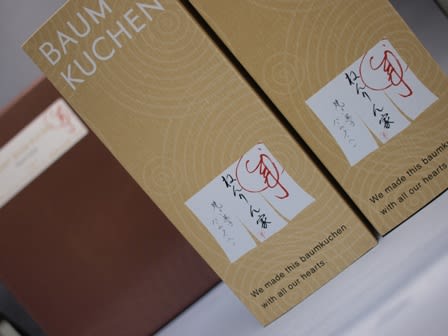 BAUM
KUCHEN
ねんりん家
We made this baumkuchen
with all our hearts.
ねんりん家
We made this baumkuchen
with all our hearts.